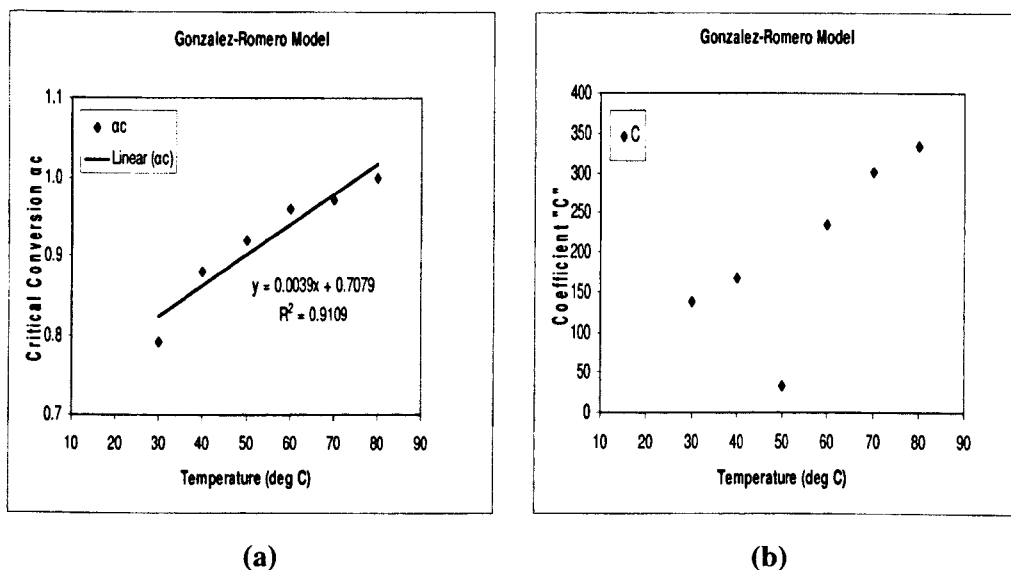 Gonzalez-Romero Model
1.1
1.0
0.9
0.8
0.7
Critical Conversion αc
αc
Linear (αc)
y = 0.0039x + 0.7079
R² = 0.9109
10 20 30 40 50 60 70 80 90
Temperature (deg C)
(a)
Gonzalez-Romero Model
400
350
300
250
200
150
100
50
0
Coefficient "C"
C
10 20 30 40 50 60 70 80 90
Temperature (deg C)
(b)